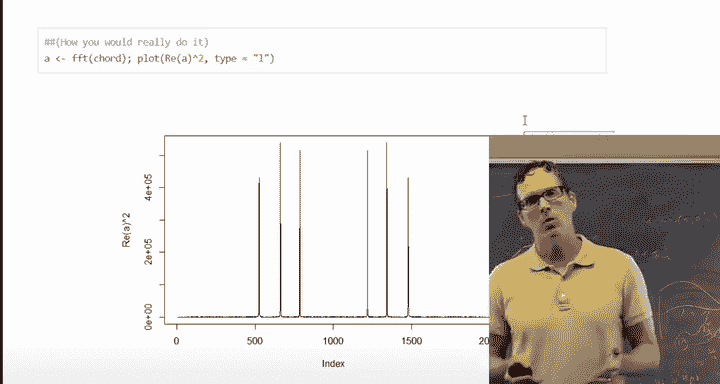 ##(How you would really do it)
a <- fft(chord); plot(Re(a)^2, type = "l")
Re(a)^2
4e+05
2e+05
0e+00
0
500
1000
1500
Index